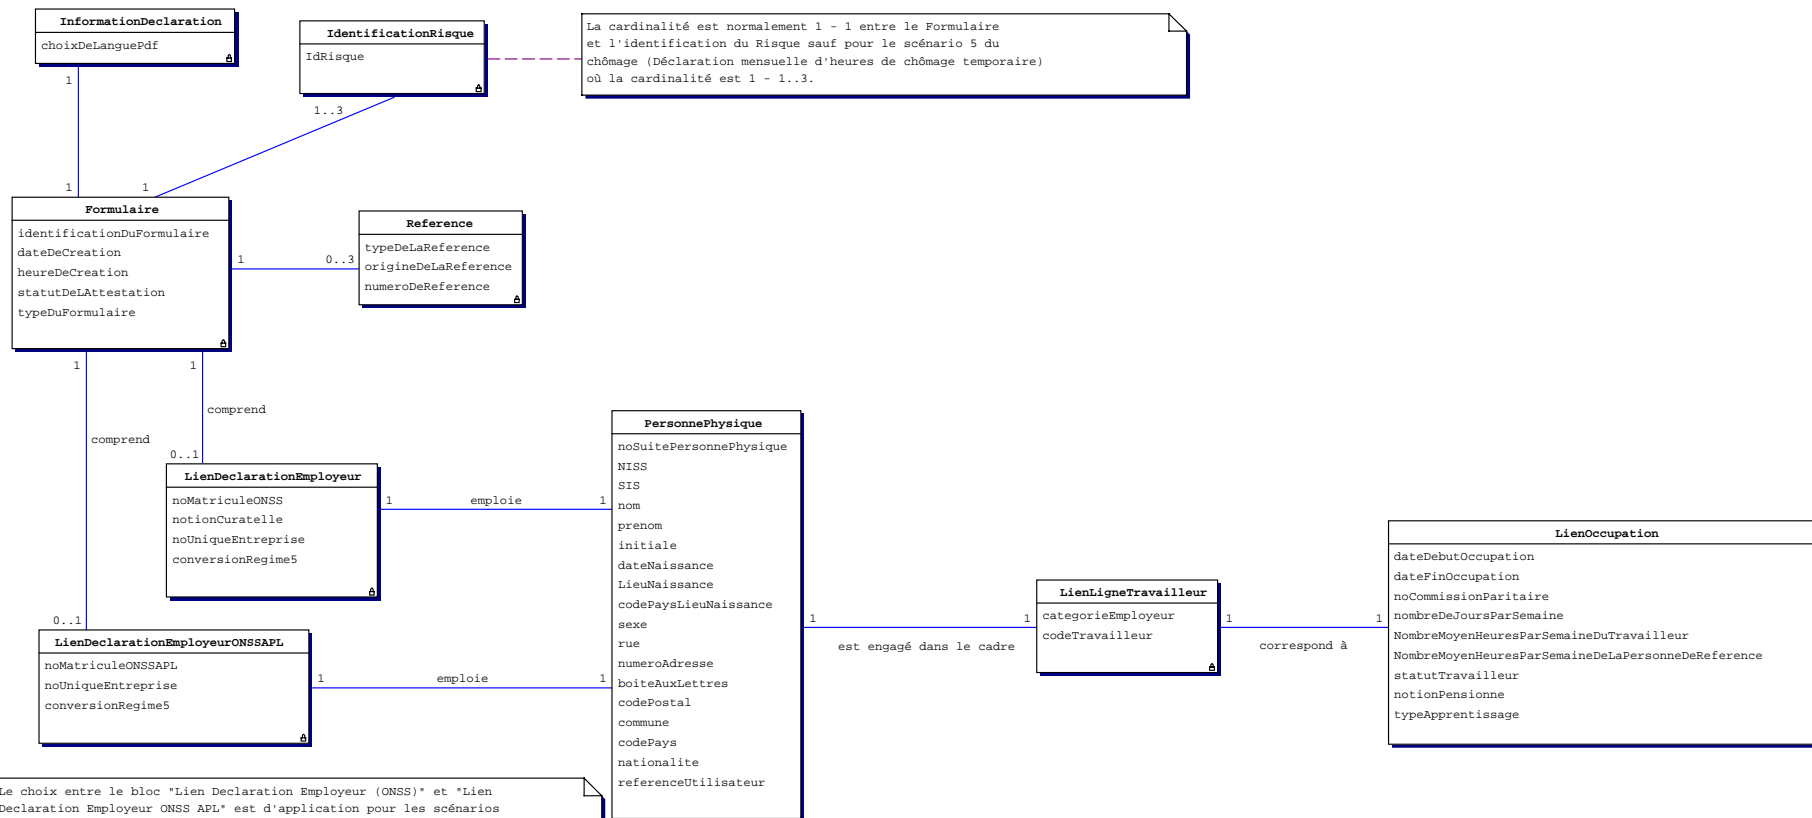 InformationDeclaration
choixDeLanguePdf
IdentificationRisque
IdRisque
La cardinalité est normalement 1 - 1 entre le Formulaire
et l'identification du Risque sauf pour le scénario 5 du
chômage (Déclaration mensuelle d'heures de chômage temporaire)
où la cardinalité est 1 - 1..3.
1
1..3
1
1
Formulaire
identificationDuFormulaire
dateDeCreation
heureDeCreation
statutDeLAttestation
typeDuFormulaire
1
0..3
Reference
typeDeLaReference
origineDeLaReference
numeroDeReference
1
1
comprend
comprend
0..1
0..1
LienDeclarationEmployeur
noMatriculeONSS
notionCuratelle
noUniqueEntreprise
conversionRegime5
1
emploie
1
LienDeclarationEmployeurONSSAPL
noMatriculeONSSAPL
noUniqueEntreprise
conversionRegime5
1
emploie
1
PersonnePhysique
noSuitePersonnePhysique
NISS
SIS
nom
prenom
initiale
dateNaissance
LieuNaissance
codePaysLieuNaissance
sexe
rue
numeroAdresse
boiteAuxLettres
codePostal
commune
codePays
nationalite
referenceUtilisateur
1
est engagé dans le cadre
1
LienLigneTravailleur
categorieEmployeur
codeTravailleur
1
correspond à
1
LienOccupation
dateDebutOccupation
dateFinOccupation
noCommissionParitaire
nombreDeJoursParSemaine
NombreMoyenHeuresParSemaineDuTravailleur
NombreMoyenHeuresParSemaineDeLaPersonneDeReference
statutTravailleur
notionPensionne
typeApprentissage
Le choix entre le bloc "Lien Declaration Employeur (ONSS)" et "Lien
Declaration Employeur ONSS APL" est d'application pour les scénarios